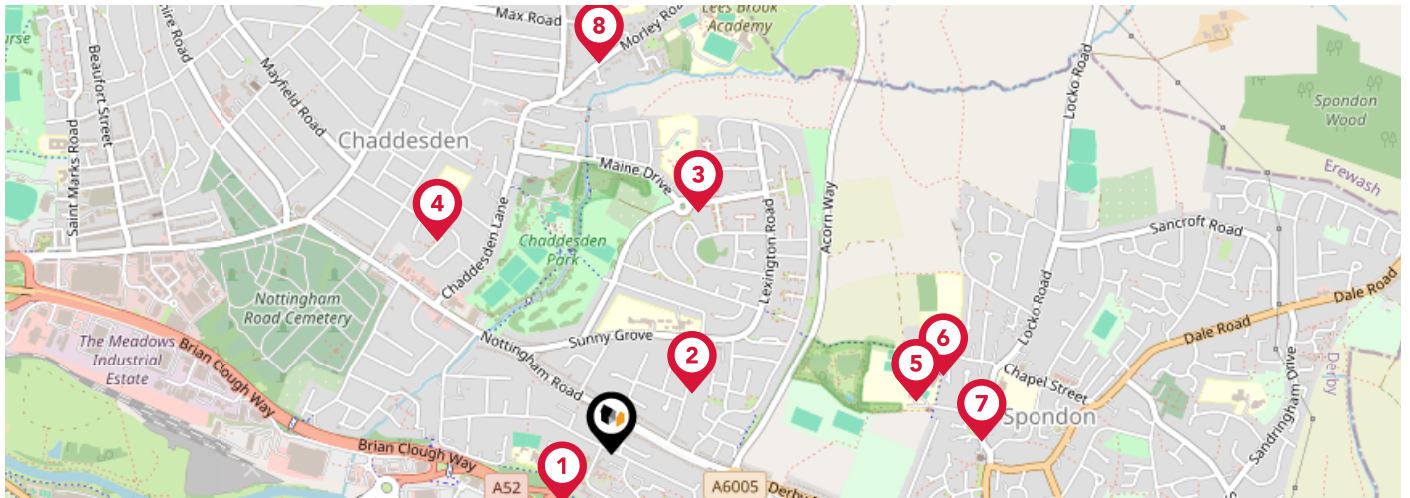 Max Road
8
Morley Roa
Lees Brook
Academy
Locko Road
Beaufort Street
Mayfield Road
Chaddesden
Spondon
Wood
Erewash
Saint Marks Road
Maine Drive
3
4
Chaddesden Lane
Chaddesden
Park
Lexington Road
Acorn Way
Sancroft Road
Nottingham
Road Cemetery
Locko Road
Dale Road
Dale Road
The Meadows
Industrial
Estate
Brian Clough Way
Nottingham Road
Sunny Grove
2
6
5
7
Chapel Street
Spondon
Sandringham Drive
Derby
Brian Clough Way
1
A52
A6005
Derby